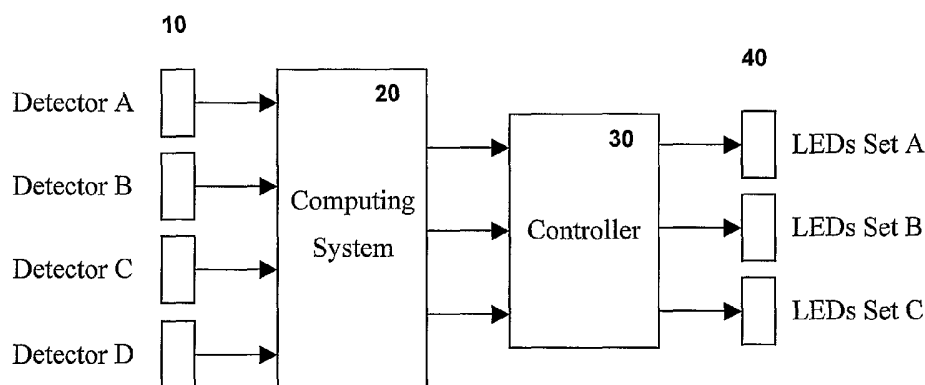 10
40
Detector A
20
LEDs Set A
30
Detector B
Computing
System
Controller
LEDs Set B
Detector C
LEDs Set C
Detector D